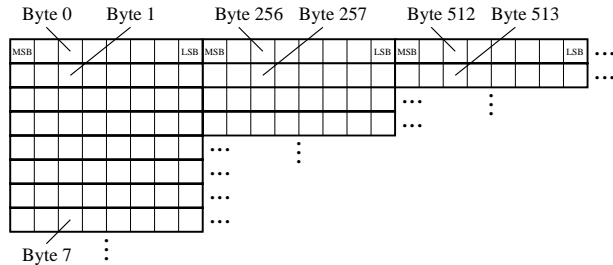 Byte 0 Byte 1 Byte 256 Byte 257 Byte 512 Byte 513
MSB LSB MSB LSB MSB LSB
Byte 7